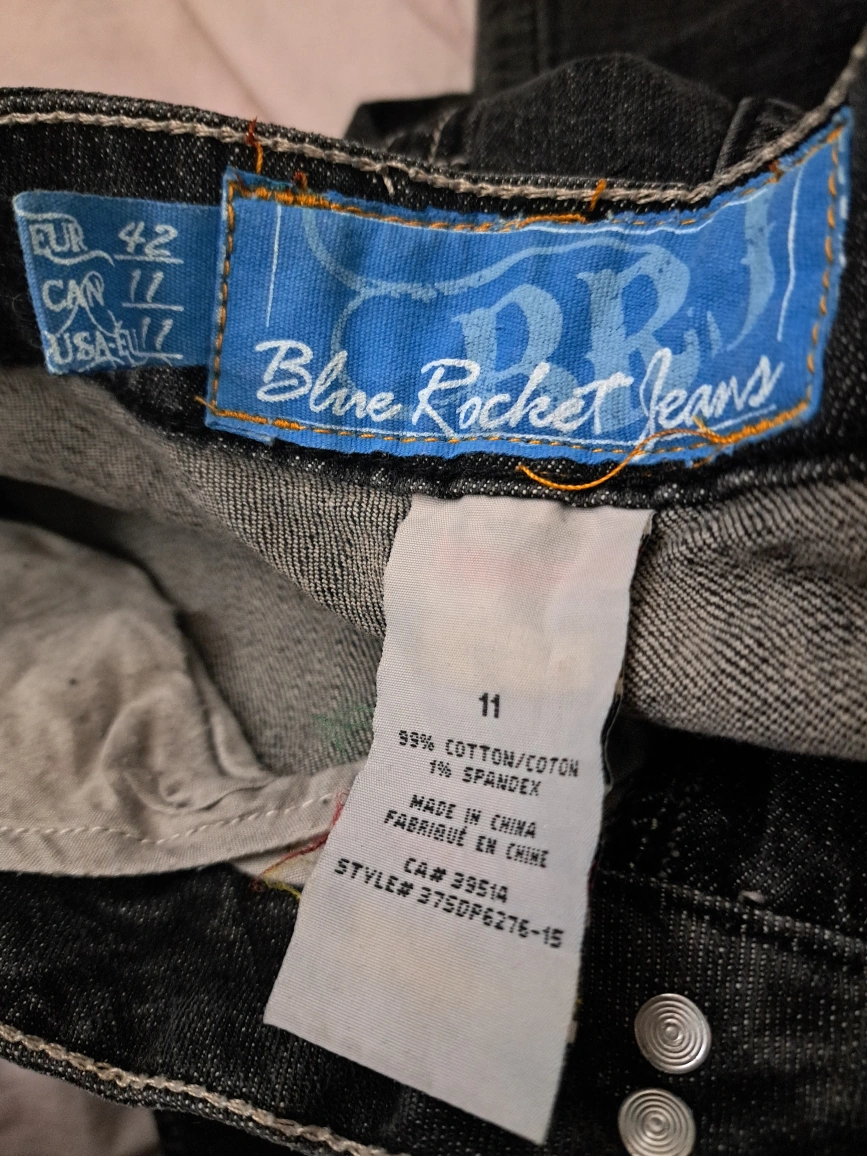 EUR 42
CAN 11
USA/EU 11
BRJ
Blue Rocket Jeans
11
99% COTTON/COTON
1% SPANDEX
MADE IN CHINA
FABRIQUÉ EN CHINE
CA# 39514
STYLE# 375DP6276-15